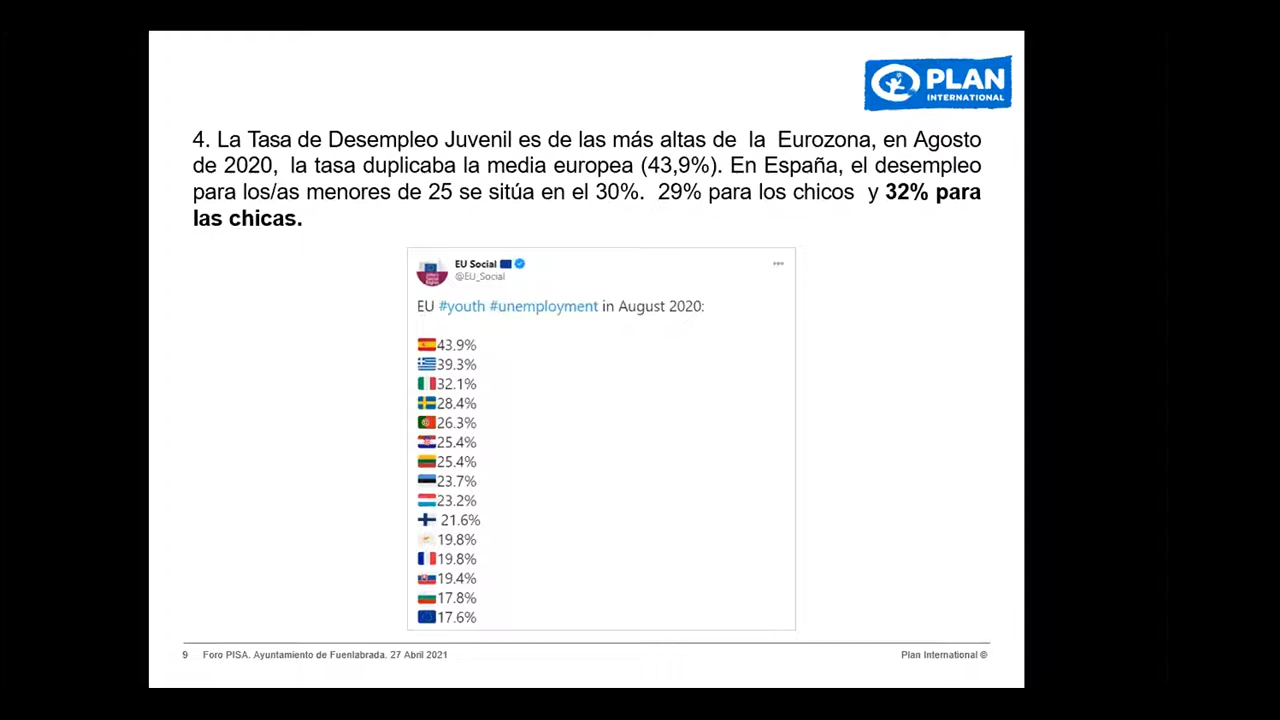 PLAN
INTERNATIONAL
4. La Tasa de Desempleo Juvenil es de las más altas de la Eurozona, en Agosto
de 2020, la tasa duplicaba la media europea (43,9%). En España, el desempleo
para los/as menores de 25 se sitúa en el 30%. 29% para los chicos y 32% para
las chicas.
EU Social
@EU_Social
EU #youth #unemployment in August 2020:
43.9%
39.3%
32.1%
28.4%
26.3%
25.4%
25.4%
23.7%
23.2%
21.6%
19.8%
19.8%
19.4%
17.8%
17.6%
9 Foro PISA. Ayuntamiento de Fuenlabrada. 27 Abril 2021
Plan International ©